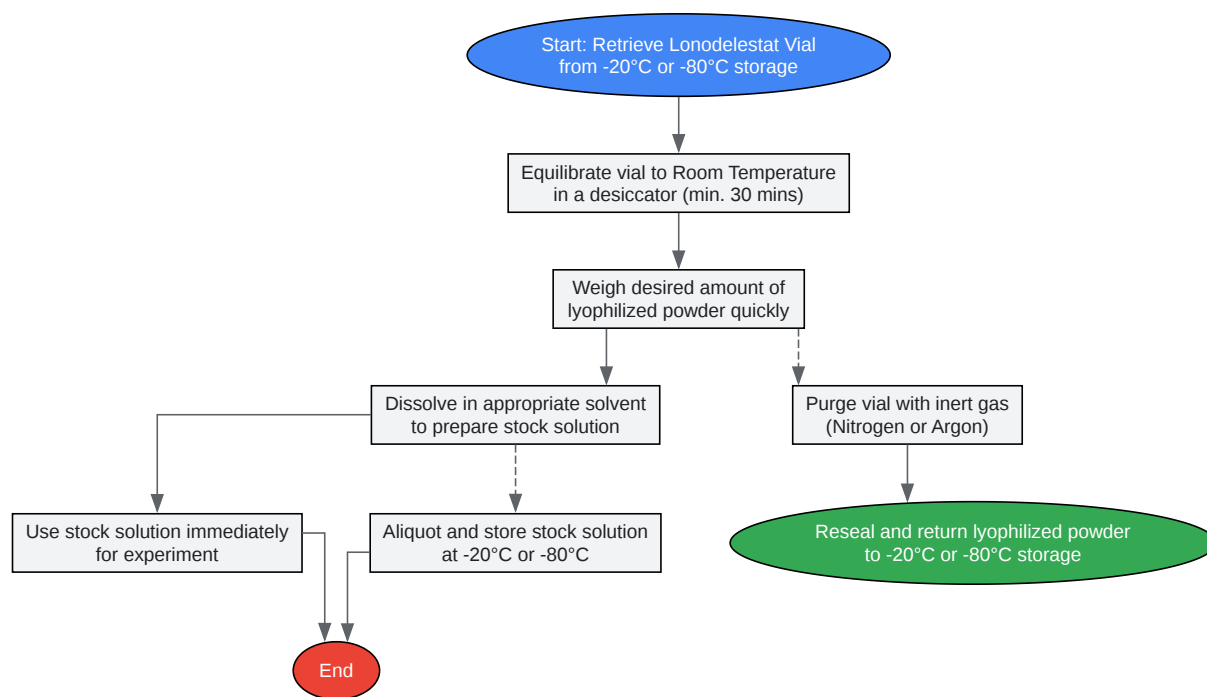 Start: Retrieve Lonodelestat Vial
from -20°C or -80°C storage
Equilibrate vial to Room Temperature
in a desiccator (min. 30 mins)
Weigh desired amount of
lyophilized powder quickly
Dissolve in appropriate solvent
to prepare stock solution
Purge vial with inert gas
(Nitrogen or Argon)
Use stock solution immediately
for experiment
Aliquot and store stock solution
at -20°C or -80°C
Reseal and return lyophilized powder
to -20°C or -80°C storage
End